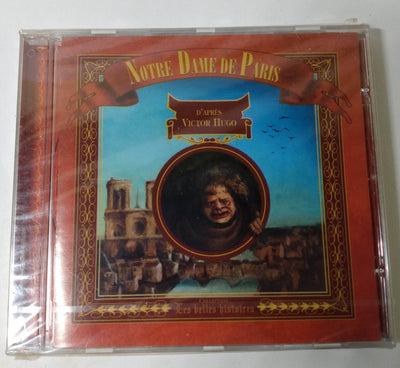 NOTRE DAME DE PARIS
D'APRÈS
VICTOR HUGO
Les belles histoires